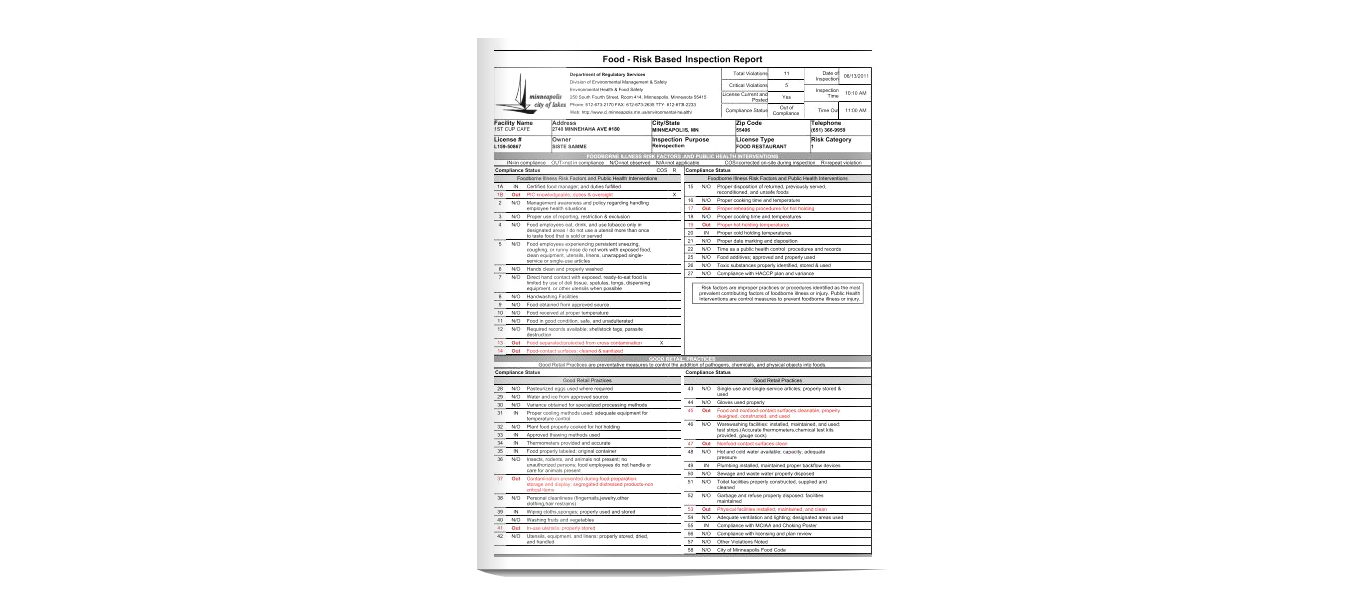 Food - Risk Based Inspection Report
minneapolis
city of lakes
Department of Regulatory Services
Division of Environmental Management & Safety
Environmental Health & Food Safety
250 South Fourth Street, Room 414, Minneapolis, Minnesota 55415
Phone: 612-673-2170 FAX: 612-673-2635 TTY: 612-673-2233
Web: http://www.ci.minneapolis.mn.us/environmental-health/
Total Violations 11
Critical Violations 5
License Current and Posted Yes
Compliance Status Out of Compliance
Date of Inspection 06/13/2011
Inspection Time 10:10 AM
Time Out 11:00 AM
Facility Name Address City/State Zip Code Telephone
1ST CUP CAFE 2740 MINNEHAHA AVE #180 MINNEAPOLIS, MN 55406 (651) 366-9959
License # Owner Inspection Purpose License Type Risk Category
L159-50867 SISTE SAMME Reinspection FOOD RESTAURANT 1
FOODBORNE ILLNESS RISK FACTORS AND PUBLIC HEALTH INTERVENTIONS
IN=in compliance OUT=not in compliance N/O=not observed N/A=not applicable COS=corrected on-site during inspection R=repeat violation
Compliance Status COS R
Foodborne Illness Risk Factors and Public Health Interventions
1A IN Certified food manager; and duties fulfilled
1B Out PIC knowledgeable; duties & oversight X
2 N/O Management awareness and policy regarding handling
employee health situations
3 N/O Proper use of reporting, restriction & exclusion
4 N/O Food employees eat, drink, and use tobacco only in
designated areas / do not use a utensil more than once
to taste food that is sold or served
5 N/O Food employees experiencing persistent sneezing,
coughing, or runny nose do not work with exposed food,
clean equipment, utensils, linens, unwrapped single-
service or single-use articles
6 N/O Hands clean and properly washed
7 N/O Direct hand contact with exposed, ready-to-eat food is
limited by use of deli tissue, spatulas, tongs, dispensing
equipment, or other utensils when possible
8 N/O Handwashing Facilities
9 N/O Food obtained from approved source
10 N/O Food received at proper temperature
11 N/O Food in good condition, safe, and unadulterated
12 N/O Required records available; shellstock tags, parasite
destruction
13 Out Food separated/protected from cross contamination X
14 Out Food-contact surfaces: cleaned & sanitized
Compliance Status
Foodborne Illness Risk Factors and Public Health Interventions
15 N/O Proper disposition of returned, previously served,
reconditioned, and unsafe foods
16 N/O Proper cooking time and temperature
17 Out Proper reheating procedures for hot holding
18 N/O Proper cooling time and temperatures
19 Out Proper hot holding temperatures
20 IN Proper cold holding temperatures
21 N/O Proper date marking and disposition
22 N/O Time as a public health control: procedures and records
25 N/O Food additives; approved and properly used
26 N/O Toxic substances properly identified, stored & used
27 N/O Compliance with HACCP plan and variance
Risk factors are improper practices or procedures identified as the most
prevalent contributing factors of foodborne illness or injury. Public Health
interventions are control measures to prevent foodborne illness or injury.
GOOD RETAIL PRACTICES
Good Retail Practices are preventative measures to control the addition of pathogens, chemicals, and physical objects into foods.
Compliance Status
Good Retail Practices
28 N/O Pasteurized eggs used where required
29 N/O Water and ice from approved source
30 N/O Variance obtained for specialized processing methods
31 IN Proper cooling methods used; adequate equipment for
temperature control
32 N/O Plant food properly cooked for hot holding
33 IN Approved thawing methods used
34 IN Thermometers provided and accurate
35 IN Food properly labeled; original container
36 N/O Insects, rodents, and animals not present; no
unauthorized persons; food employees do not handle or
care for animals present
37 Out Contamination prevented during food preparation,
storage and display; segregated distressed products-non
critical items
38 N/O Personal cleanliness (fingernails,jewelry,other
clothing,hair restrains)
39 IN Wiping cloths,sponges; properly used and stored
40 N/O Washing fruits and vegetables
41 Out In-use utensils; properly stored
42 N/O Utensils, equipment, and linens: properly stored, dried,
and handled
Compliance Status
Good Retail Practices
43 N/O Single-use and single-service articles; properly stored &
used
44 N/O Gloves used properly
45 Out Food and nonfood-contact surfaces cleanable, properly
designed, constructed, and used
46 N/O Warewashing facilities: installed, maintained, and used;
test strips.(Accurate thermometers,chemical test kits
provided, gauge cock)
47 Out Nonfood-contact surfaces clean
48 N/O Hot and cold water available; capacity; adequate
pressure
49 IN Plumbing installed, maintained proper backflow devices
50 N/O Sewage and waste water properly disposed
51 N/O Toilet facilities properly constructed, supplied and
cleaned
52 N/O Garbage and refuse properly disposed; facilities
maintained
53 Out Physical facilities installed, maintained, and clean
54 N/O Adequate ventilation and lighting; designated areas used
55 IN Compliance with MCIAA and Choking Poster
56 N/O Compliance with licensing and plan review
57 N/O Other Violations Noted
58 N/O City of Minneapolis Food Code